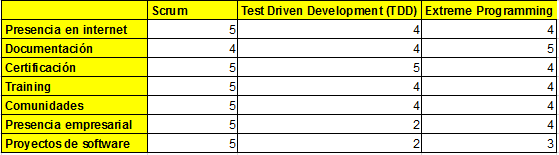 Scrum Test Driven Development (TDD) Extreme Programming
Presencia en internet 5 4 4
Documentación 4 4 5
Certificación 5 5 4
Training 5 4 4
Comunidades 5 4 4
Presencia empresarial 5 2 4
Proyectos de software 5 2 3